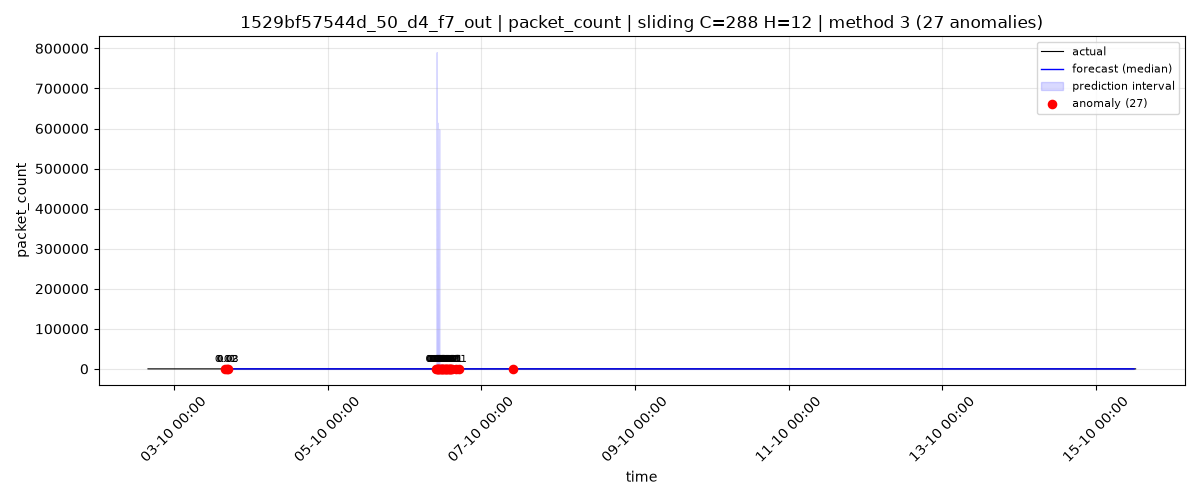 1529bf57544d_50_d4_f7_out | packet_count | sliding C=288 H=12 | method 3 (27 anomalies)
actual
forecast (median)
prediction interval
anomaly (27)
packet_count
800000
700000
600000
500000
400000
300000
200000
100000
0
03-10 00:00
05-10 00:00
07-10 00:00
09-10 00:00
11-10 00:00
13-10 00:00
15-10 00:00
time